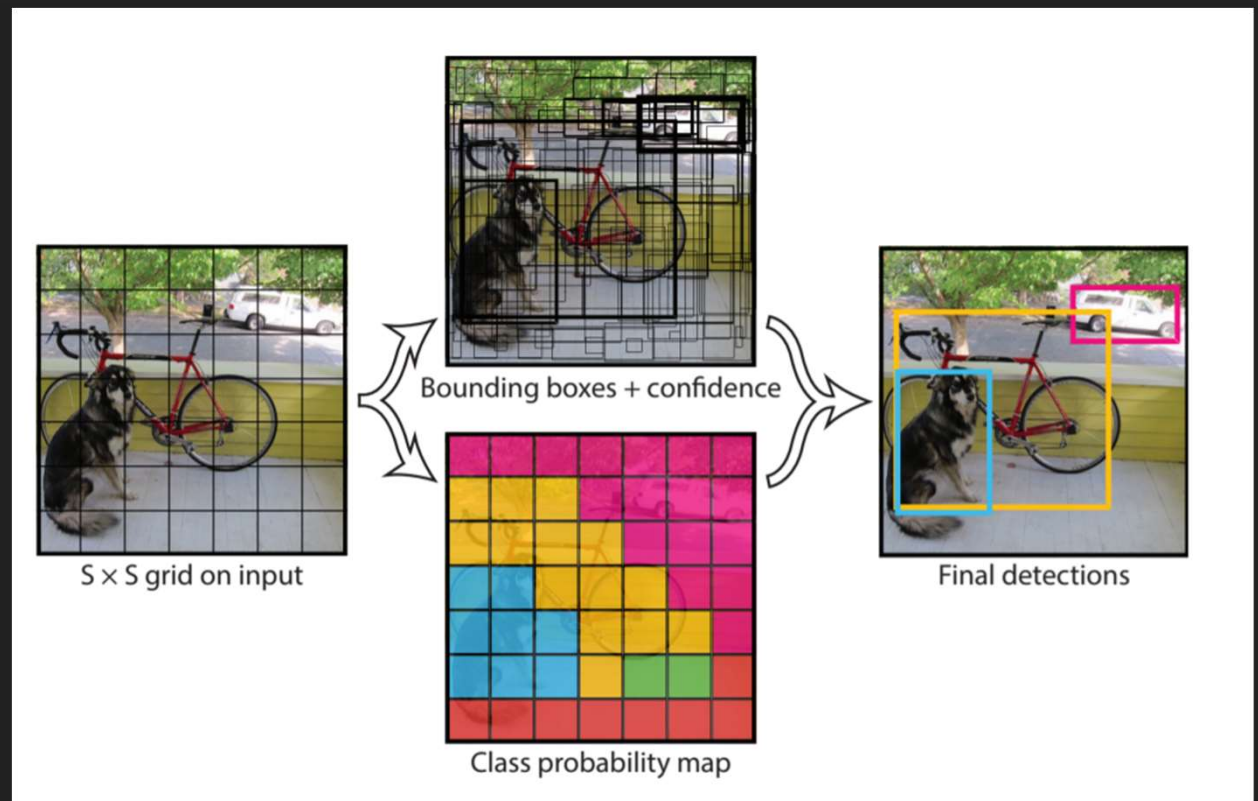 S × S grid on input
Bounding boxes + confidence
Class probability map
Final detections